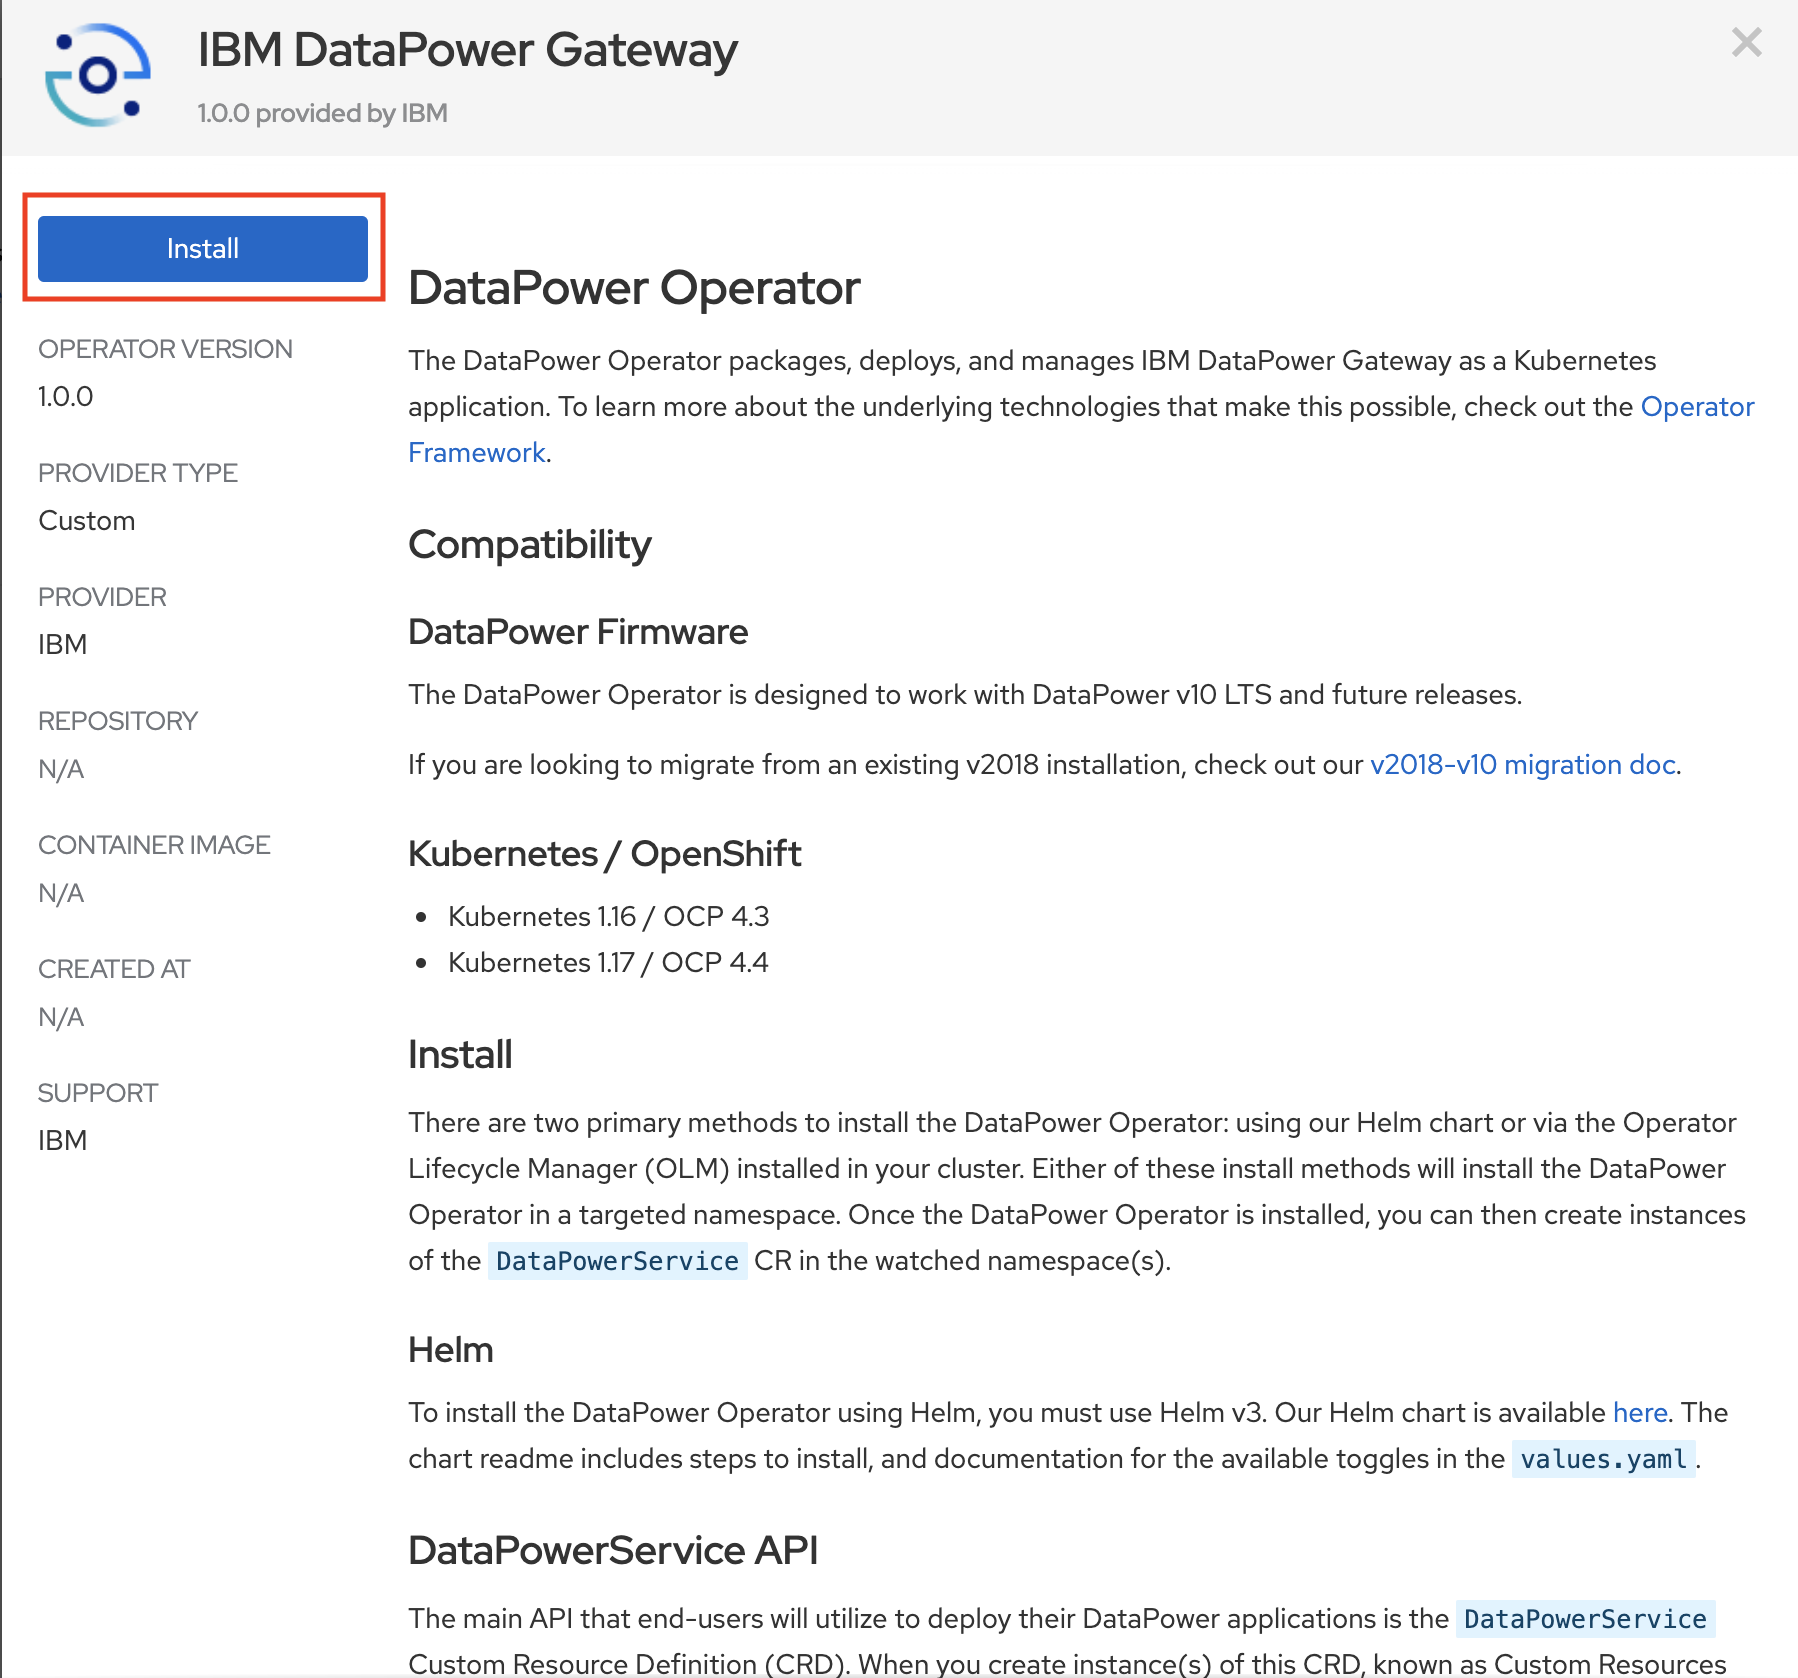 IBM DataPower Gateway
1.0.0 provided by IBM
Install
OPERATOR VERSION
1.0.0
PROVIDER TYPE
Custom
PROVIDER
IBM
REPOSITORY
N/A
CONTAINER IMAGE
N/A
CREATED AT
N/A
SUPPORT
IBM
DataPower Operator
The DataPower Operator packages, deploys, and manages IBM DataPower Gateway as a Kubernetes
application. To learn more about the underlying technologies that make this possible, check out the Operator
Framework.
Compatibility
DataPower Firmware
The DataPower Operator is designed to work with DataPower v10 LTS and future releases.
If you are looking to migrate from an existing v2018 installation, check out our v2018-v10 migration doc.
Kubernetes / OpenShift
• Kubernetes 1.16 / OCP 4.3
• Kubernetes 1.17 / OCP 4.4
Install
There are two primary methods to install the DataPower Operator: using our Helm chart or via the Operator
Lifecycle Manager (OLM) installed in your cluster. Either of these install methods will install the DataPower
Operator in a targeted namespace. Once the DataPower Operator is installed, you can then create instances
of the DataPowerService CR in the watched namespace(s).
Helm
To install the DataPower Operator using Helm, you must use Helm v3. Our Helm chart is available here. The
chart readme includes steps to install, and documentation for the available toggles in the values.yaml.
DataPowerService API
The main API that end-users will utilize to deploy their DataPower applications is the DataPowerService
Custom Resource Definition (CRD). When you create instance(s) of this CRD, known as Custom Resources